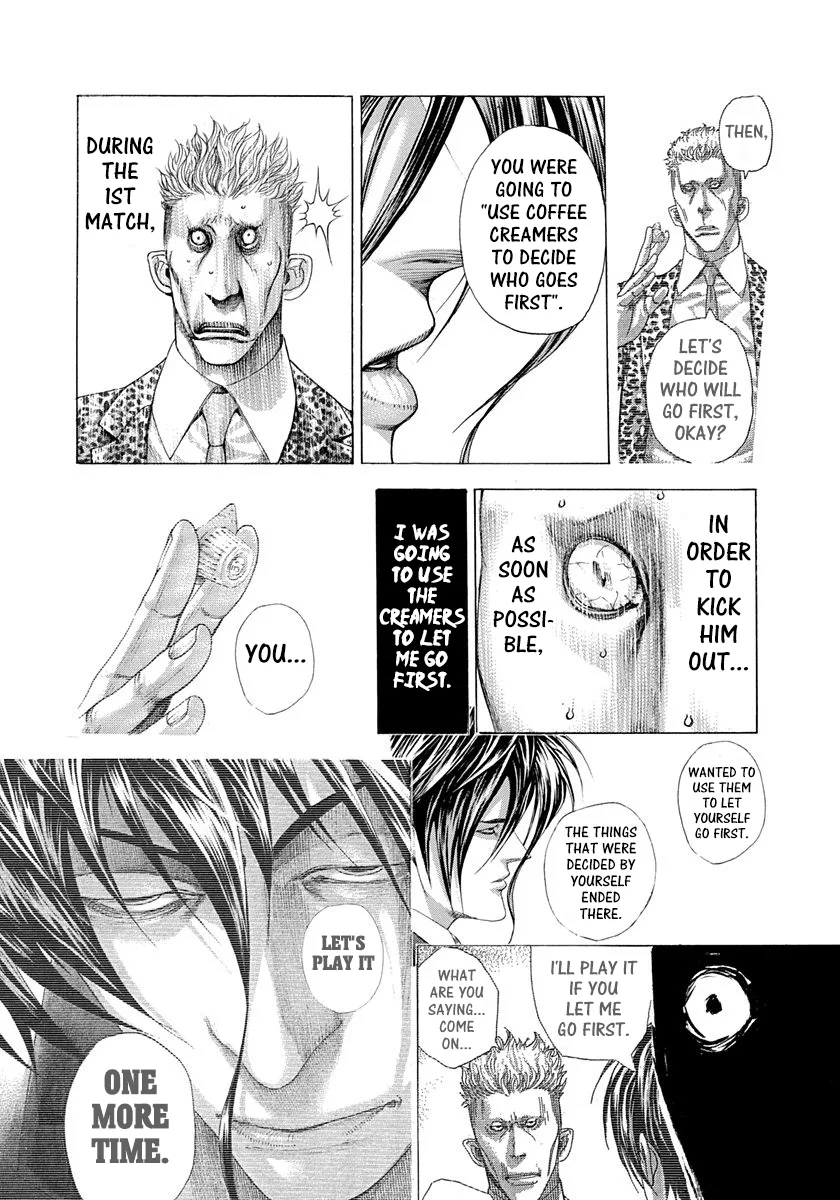 THEN,
LET'S
DECIDE
WHO WILL
GO FIRST,
OKAY?
YOU WERE
GOING TO
"USE COFFEE
CREAMERS
TO DECIDE
WHO GOES
FIRST".
DURING
THE
1ST
MATCH,
IN
ORDER
TO
KICK
HIM
OUT...
AS
SOON
AS
POSSI-
BLE,
I WAS
GOING
TO USE
THE
CREAMERS
TO LET
ME GO
FIRST.
YOU...
WANTED TO
USE THEM
TO LET
YOURSELF
GO FIRST.
THE THINGS
THAT WERE
DECIDED BY
YOURSELF
ENDED
THERE.
I'LL PLAY IT
IF YOU
LET ME
GO FIRST.
WHAT
ARE YOU
SAYING...
COME
ON...
LET'S
PLAY IT
ONE
MORE
TIME.